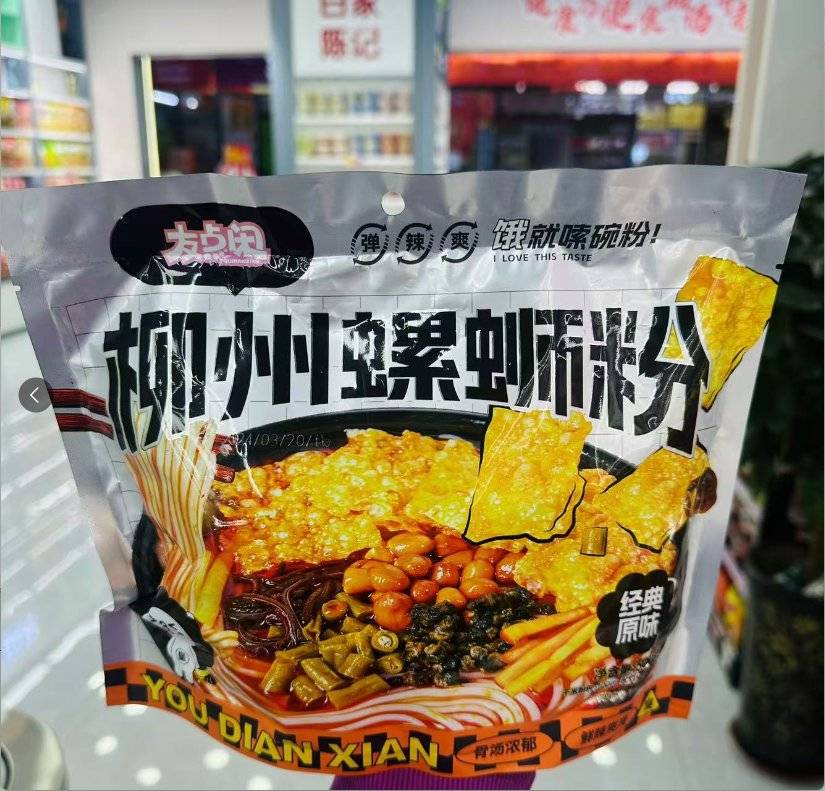 白家
陈记
友点闲
弹 辣 爽
饿就嗦碗粉!
I LOVE THIS TASTE
柳州螺蛳粉
经典
原味
YOU DIAN XIAN
骨汤浓郁